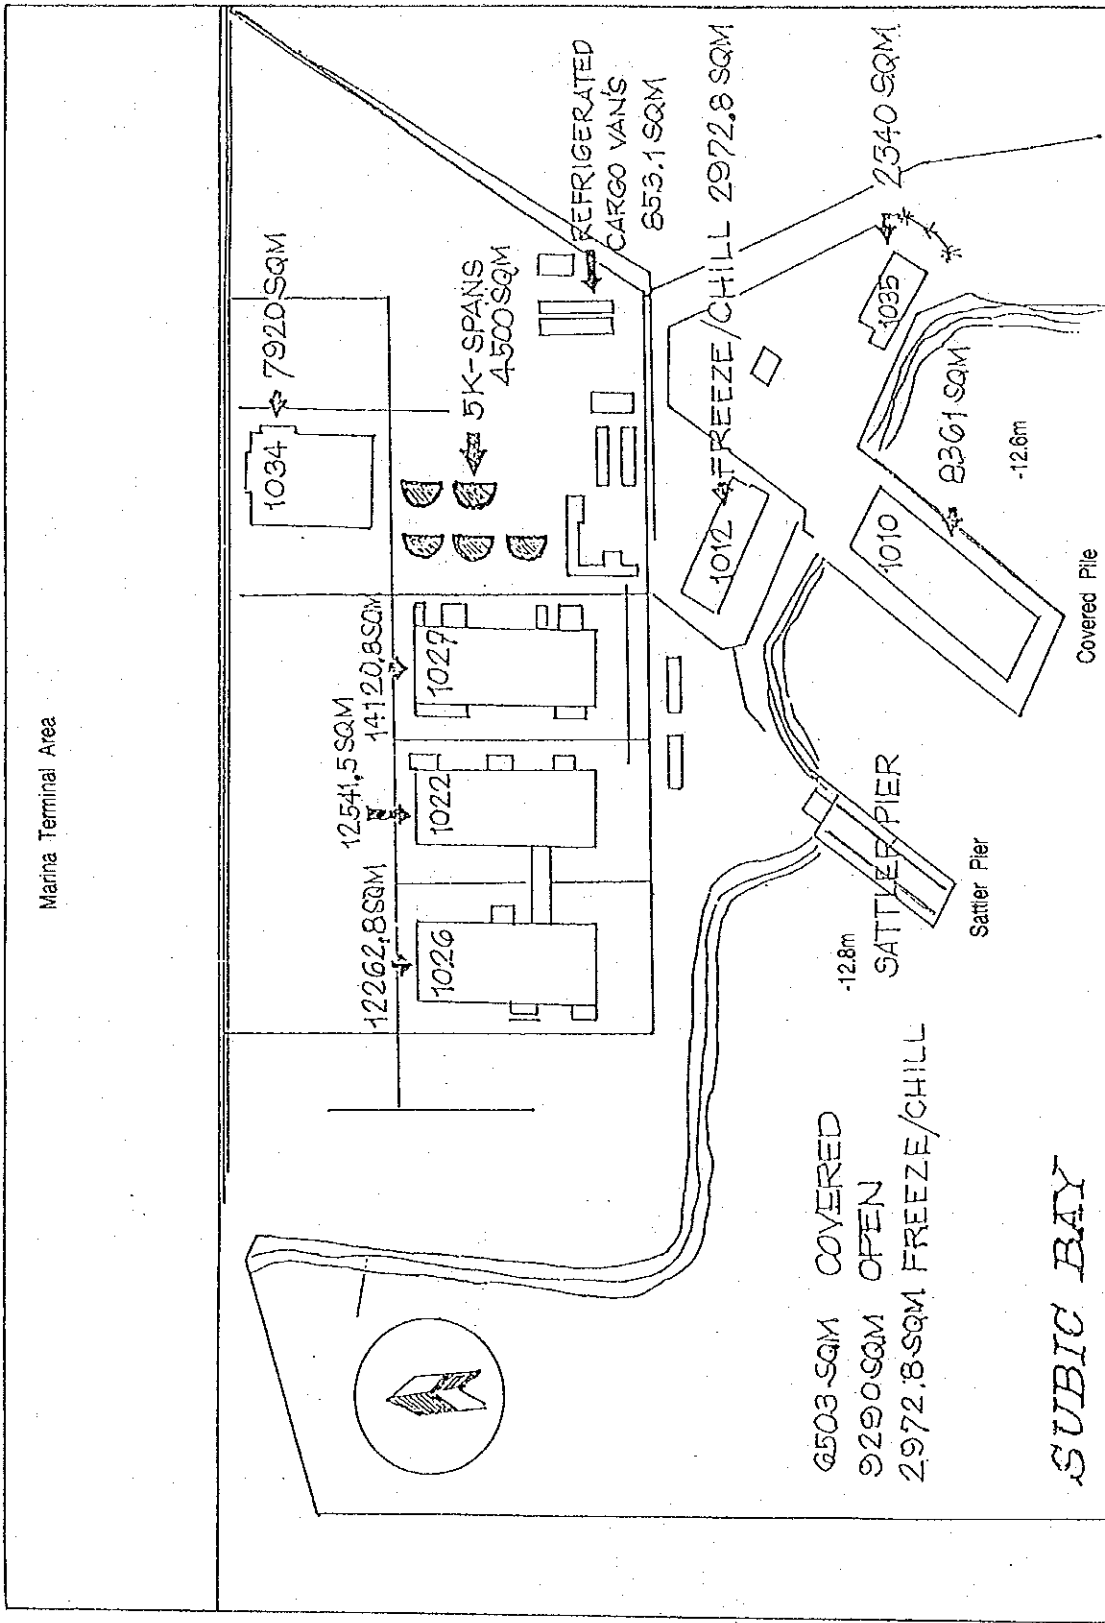 Marina Terminal Area
7920 SQM
1034
5K-SPANS
4500 SQM
REFRIGERATED
CARGO VAN'S
853.1 SQM
12262.8 SQM
12541.5 SQM
14120.8 SQM
1026
1022
1027
1012
FREEZE/CHILL 2972.8 SQM
1035
2340 SQM
1010
8361 SQM
-12.6m
Covered Pile
-12.8m
SATTLER PIER
Sattler Pier
6503 SQM COVERED
9290 SQM OPEN
2972.8 SQM FREEZE/CHILL
SUBIC BAY